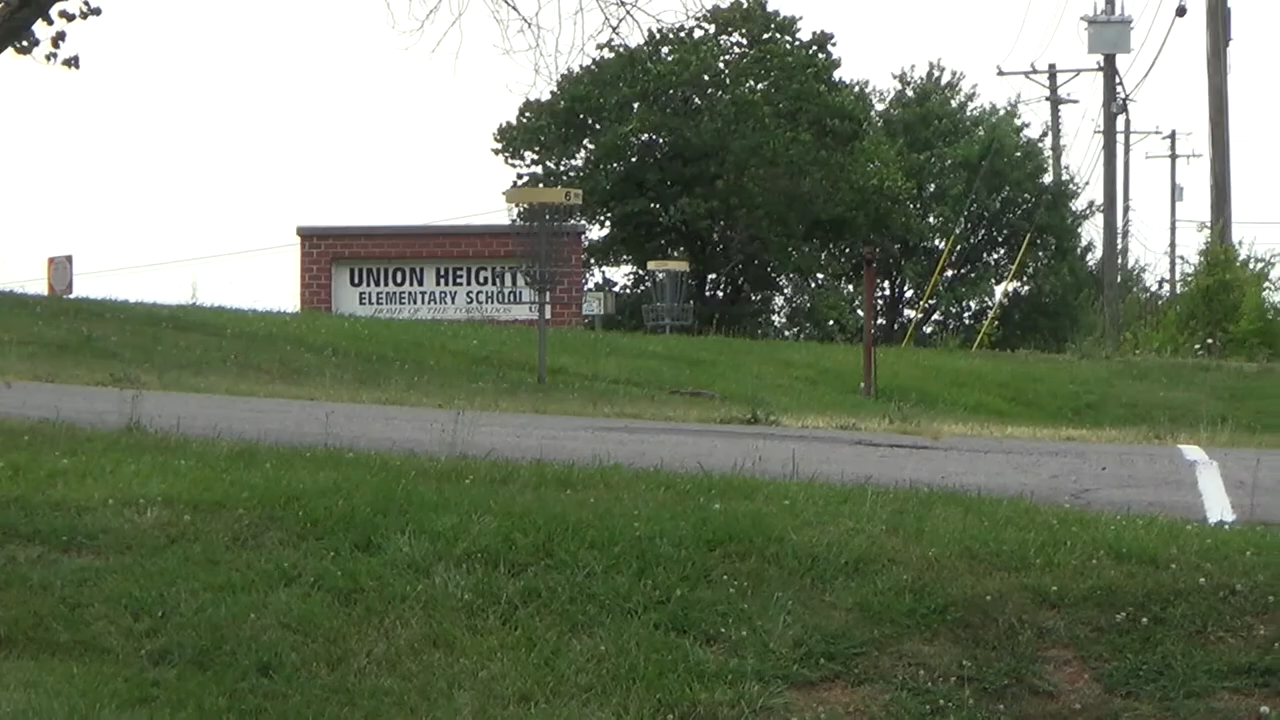 6
UNION HEIGHTS
ELEMENTARY SCHOOL
HOME OF THE TORNADOS